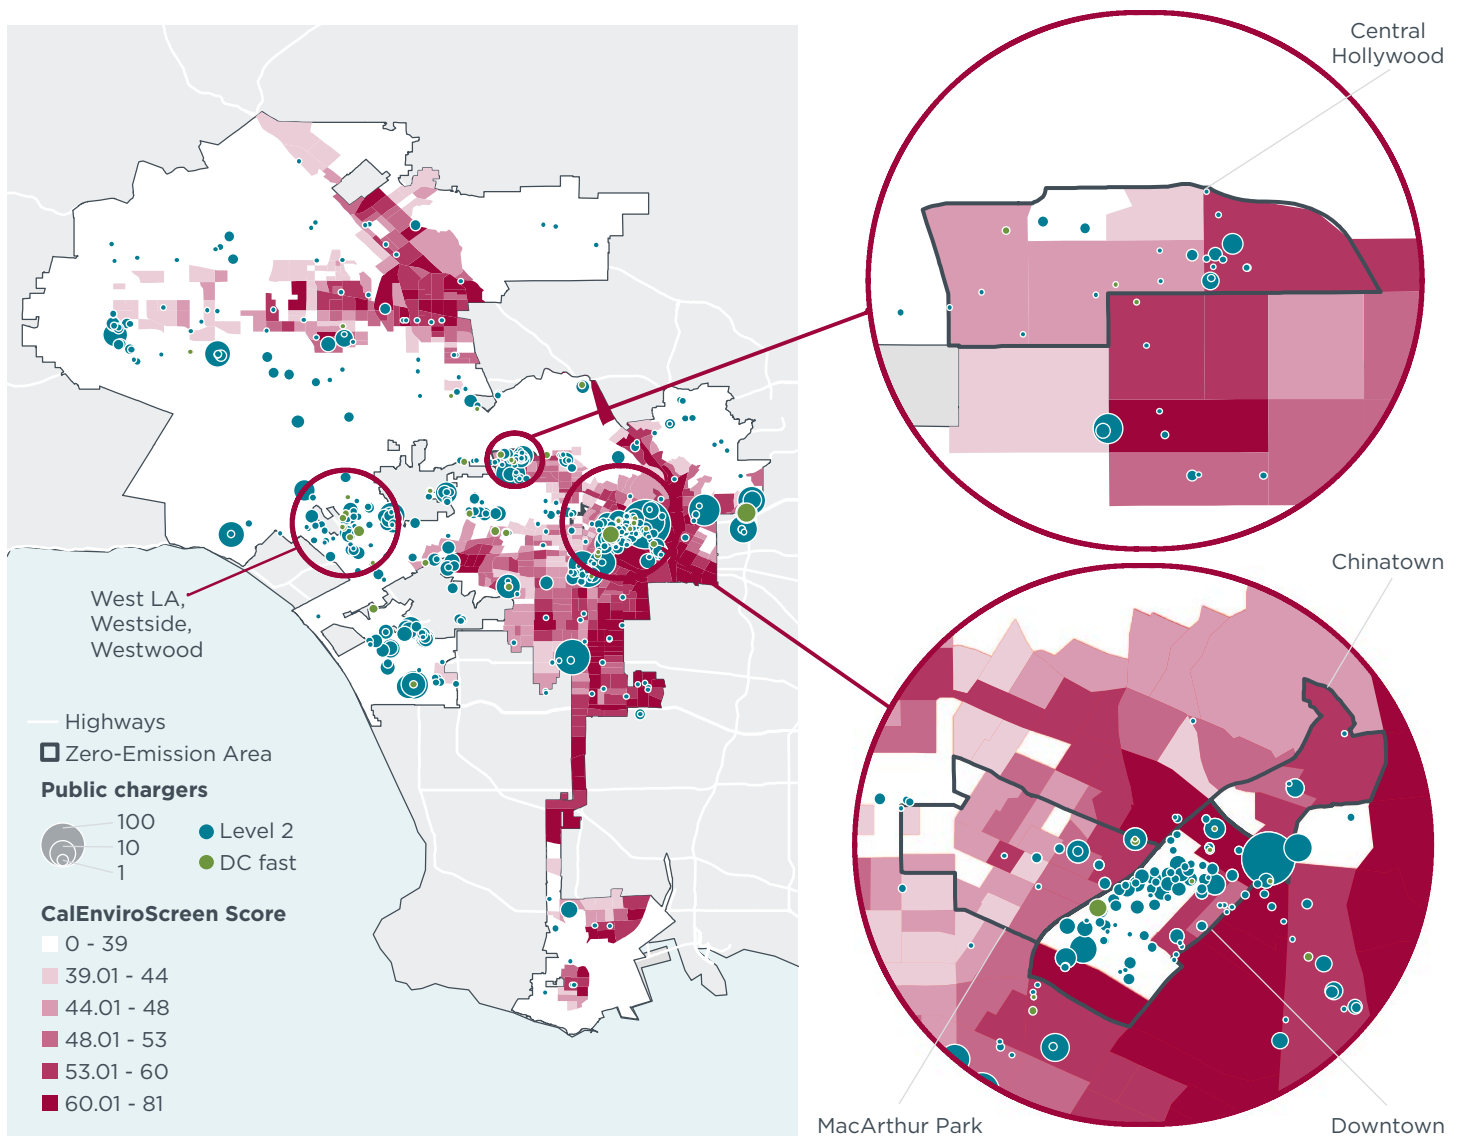 Central
Hollywood
Chinatown
West LA,
Westside,
Westwood
Highways
Zero-Emission Area
Public chargers
100
10
1
Level 2
DC fast
CalEnviroScreen Score
0 - 39
39.01 - 44
44.01 - 48
48.01 - 53
53.01 - 60
60.01 - 81
MacArthur Park
Downtown